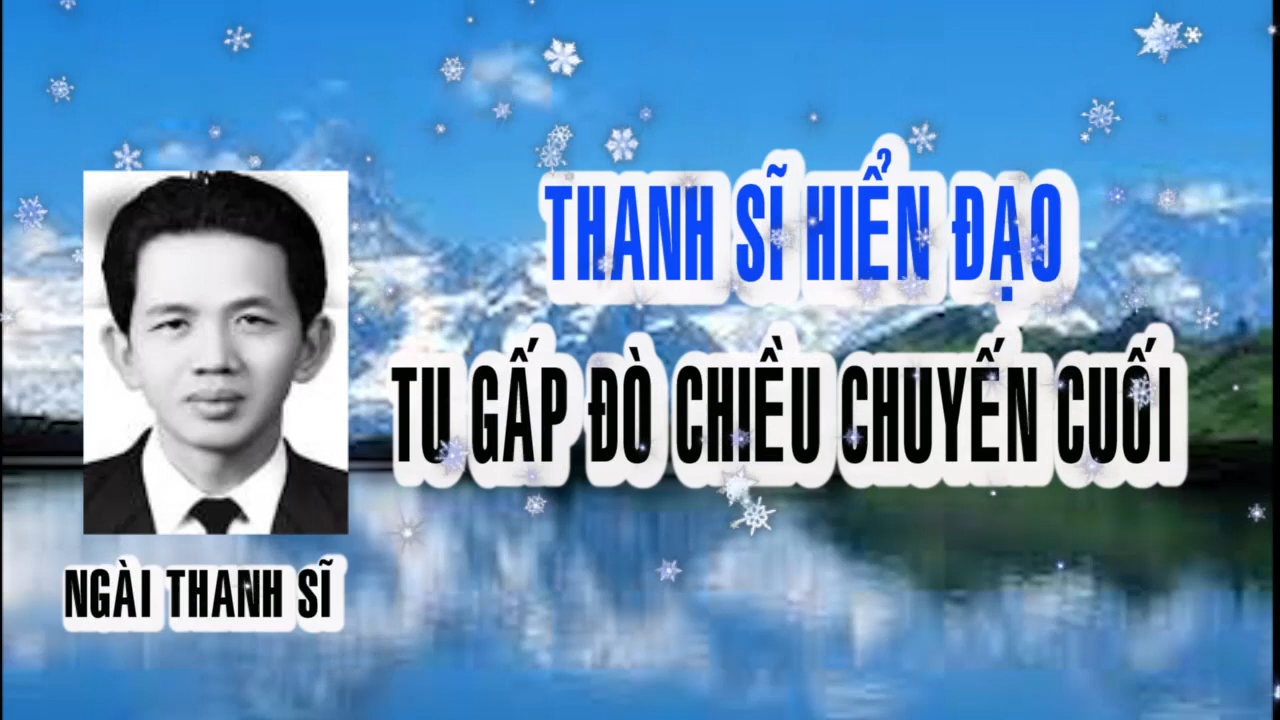 THANH SĨ HIỂN ĐẠO
TU GẤP ĐÒ CHIỀU CHUYẾN CUỐI
NGÀI THANH SĨ